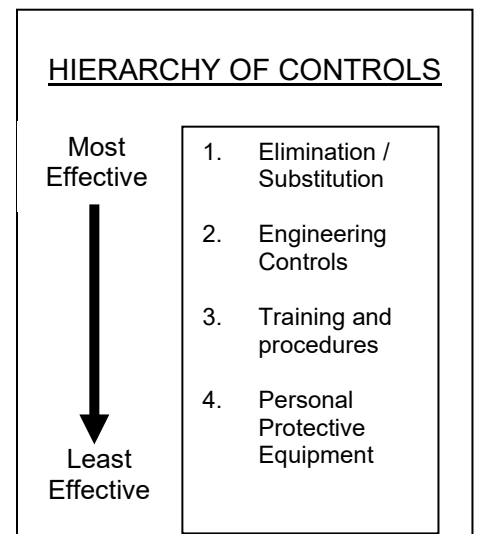 HIERARCHY OF CONTROLS
Most
Effective
1. Elimination /
Substitution
2. Engineering
Controls
3. Training and
procedures
4. Personal
Protective
Equipment
Least
Effective